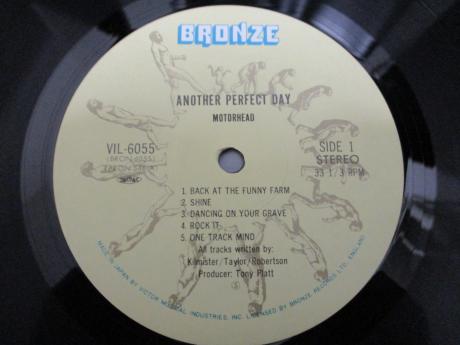 BRONZE
ANOTHER PERFECT DAY
MOTORHEAD
VIL-6055
SIDE 1
STEREO
33 1/3 RPM
1. BACK AT THE FUNNY FARM
2. SHINE
3. DANCING ON YOUR GRAVE
4. ROCK IT
5. ONE TRACK MIND
All tracks written by:
Kilmister/Taylor/Robertson
Producer: Tony Platt
MADE IN JAPAN BY VICTOR MUSICAL INDUSTRIES, INC. LICENSED BY BRONZE RECORDS LTD. ENGLAND.